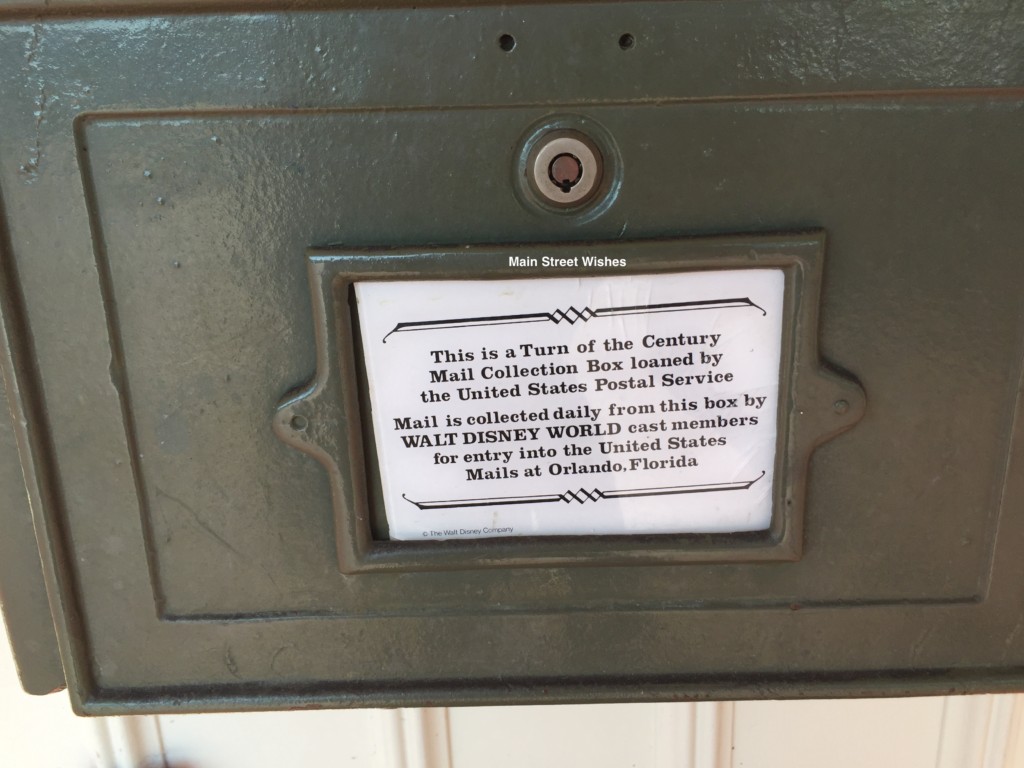 Main Street Wishes
This is a Turn of the Century
Mail Collection Box loaned by
the United States Postal Service
Mail is collected daily from this box by
WALT DISNEY WORLD cast members
for entry into the United States
Mails at Orlando, Florida
© The Walt Disney Company